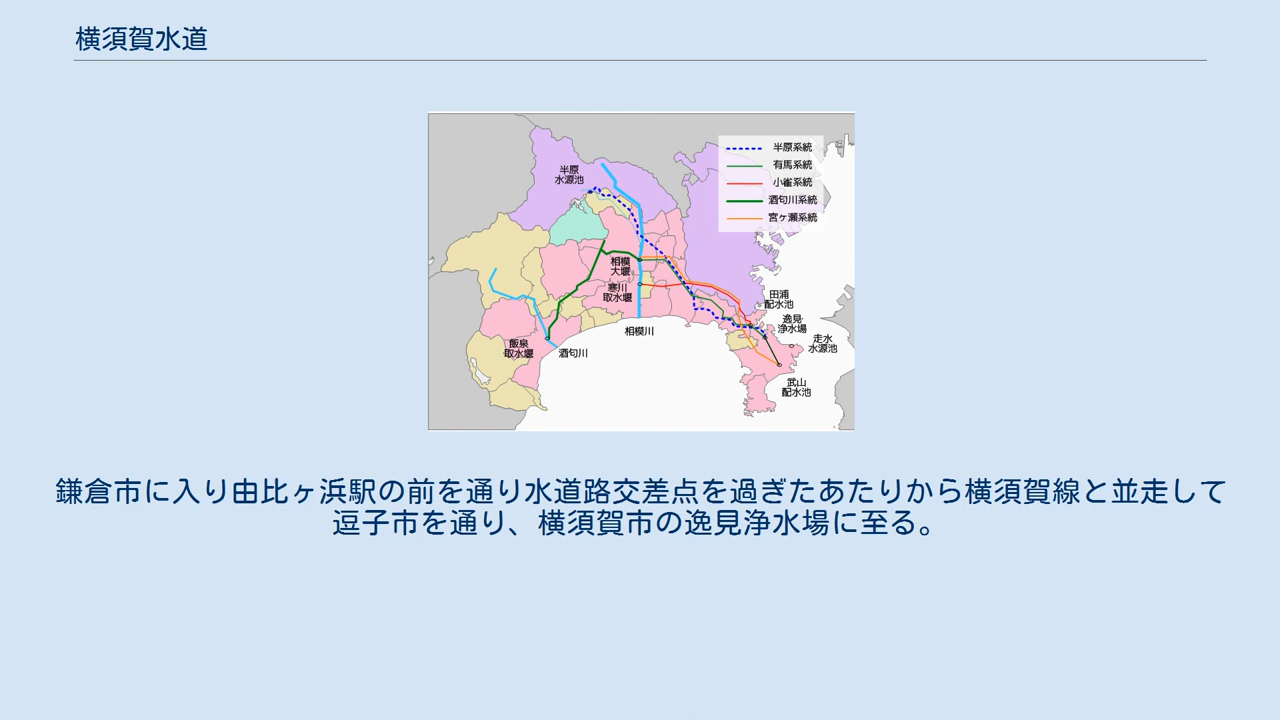 横須賀水道
半原系統
有馬系統
小雀系統
酒匂川系統
宮ヶ瀬系統
半原
水源池
相模
大堰
寒川
取水堰
相模川
飯泉
取水堰
酒匂川
田浦
配水池
逸見
浄水場
走水
水源池
武山
配水池
鎌倉市に入り由比ヶ浜駅の前を通り水道路交差点を過ぎたあたりから横須賀線と並走して
逗子市を通り、横須賀市の逸見浄水場に至る。